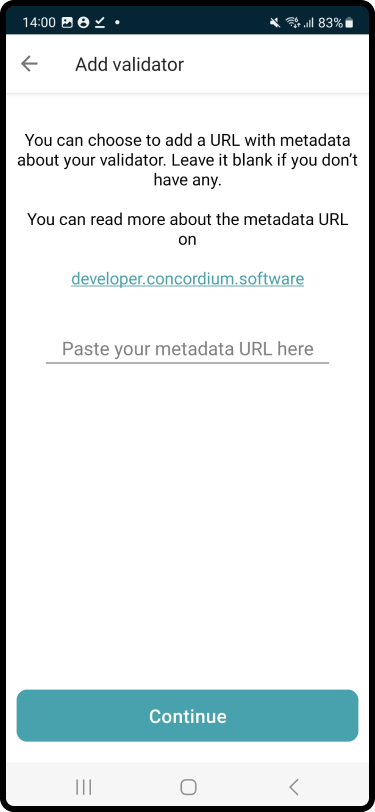 14:00 83%
Add validator
You can choose to add a URL with metadata
about your validator. Leave it blank if you don’t
have any.
You can read more about the metadata URL
on
developer.concordium.software
Paste your metadata URL here
Continue